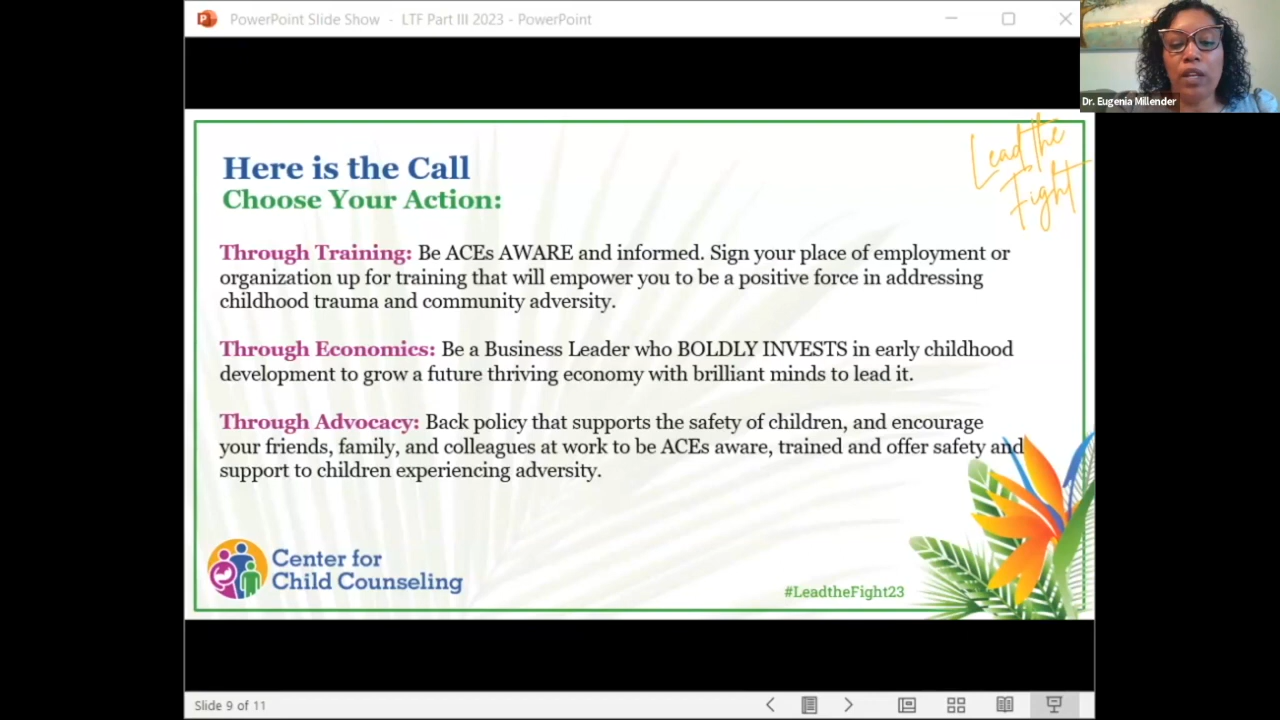 PowerPoint Slide Show - LTF Part III 2023 - PowerPoint
Dr. Eugenia Millender
Lead the
Fight
Here is the Call
Choose Your Action:
Through Training: Be ACEs AWARE and informed. Sign your place of employment or
organization up for training that will empower you to be a positive force in addressing
childhood trauma and community adversity.
Through Economics: Be a Business Leader who BOLDLY INVESTS in early childhood
development to grow a future thriving economy with brilliant minds to lead it.
Through Advocacy: Back policy that supports the safety of children, and encourage
your friends, family, and colleagues at work to be ACEs aware, trained and offer safety and
support to children experiencing adversity.
Center for
Child Counseling
#LeadtheFight23
Slide 9 of 11